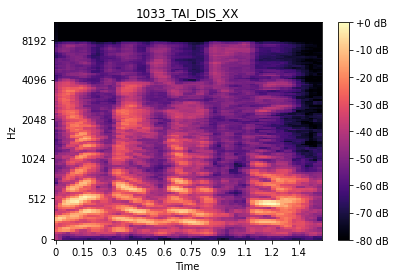 1033_TAI_DIS_XX
+0 dB
8192
-10 dB
4096
-20 dB
-30 dB
Hz
2048
-40 dB
1024
-50 dB
512
-60 dB
-70 dB
0
-80 dB
0 0.15 0.3 0.45 0.6 0.75 0.9 1.1 1.2 1.4
Time